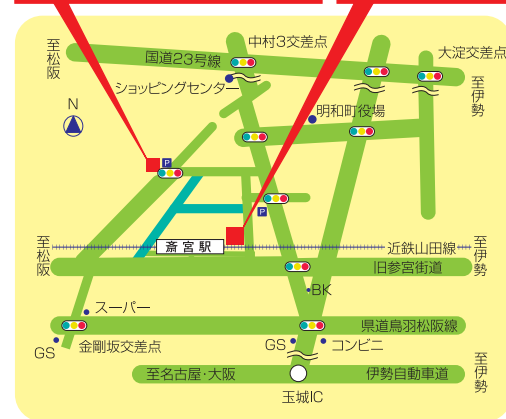 中村3交差点
至松阪
国道23号線
大淀交差点
ショッピングセンター
至伊勢
N
明和町役場
P
P
至松阪
斎宮駅
近鉄山田線
至伊勢
旧参宮街道
BK
スーパー
県道鳥羽松阪線
GS
金剛坂交差点
GS
コンビニ
至名古屋・大阪
伊勢自動車道
至伊勢
玉城IC